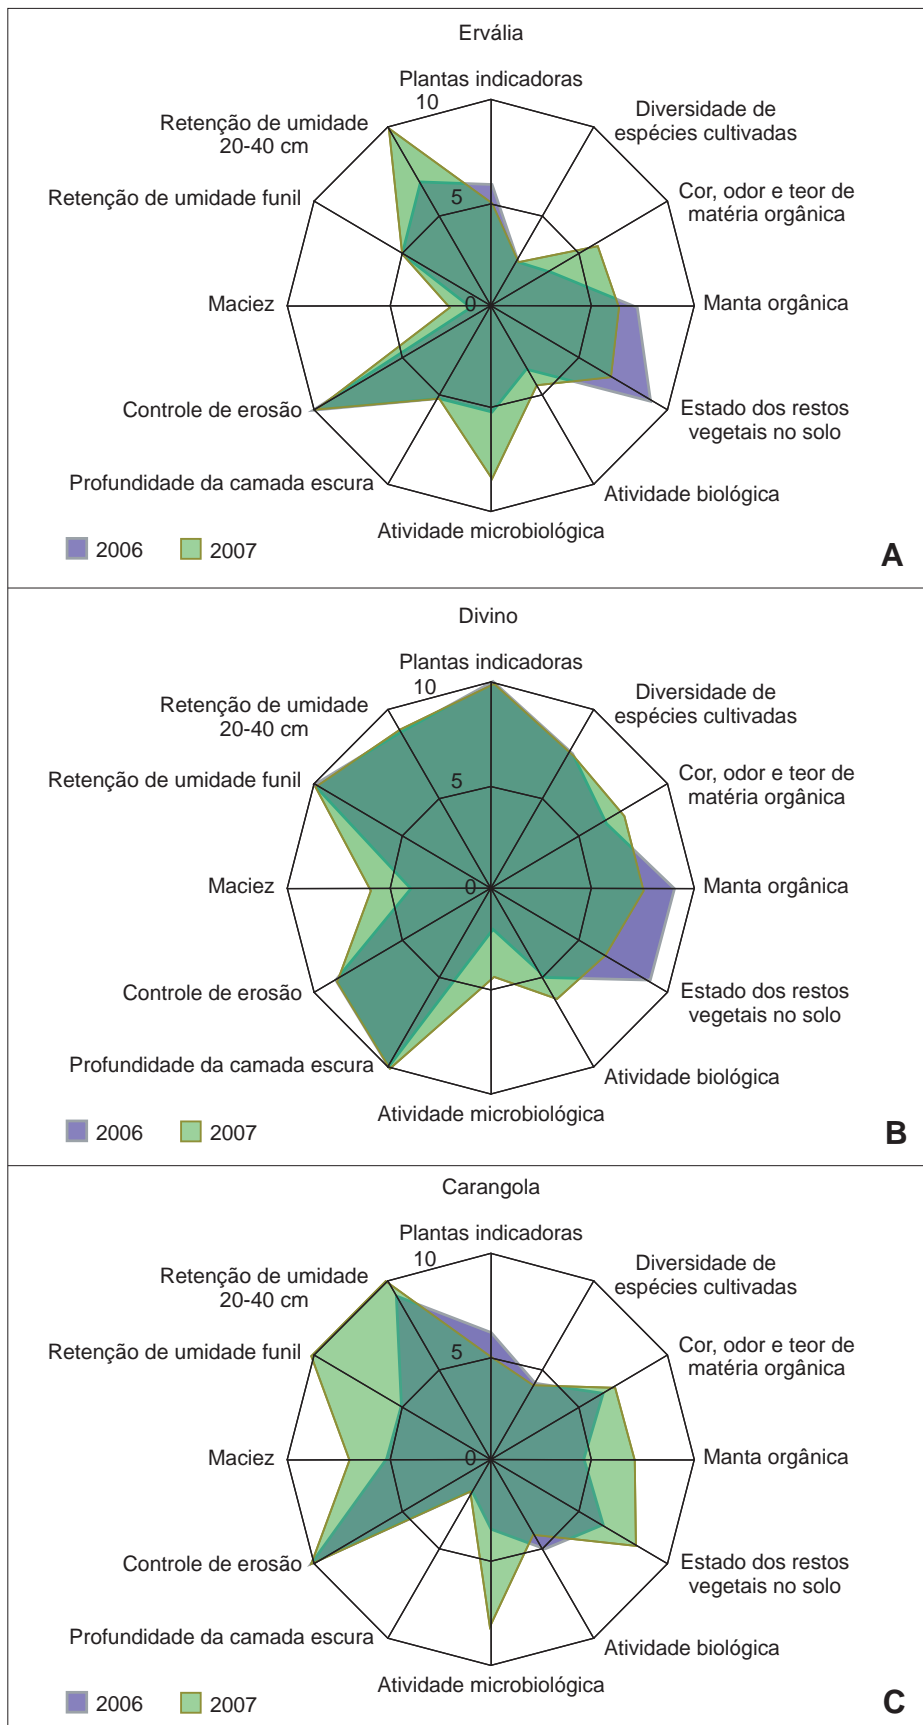 Ervália
Plantas indicadoras
10
Diversidade de
espécies cultivadas
Retenção de umidade
20-40 cm
Cor, odor e teor de
matéria orgânica
Retenção de umidade funil
5
Maciez
0
Manta orgânica
Controle de erosão
Estado dos restos
vegetais no solo
Profundidade da camada escura
Atividade biológica
Atividade microbiológica
2006
2007
A
Divino
Plantas indicadoras
10
Diversidade de
espécies cultivadas
Retenção de umidade
20-40 cm
Cor, odor e teor de
matéria orgânica
Retenção de umidade funil
5
Maciez
0
Manta orgânica
Controle de erosão
Estado dos restos
vegetais no solo
Profundidade da camada escura
Atividade biológica
Atividade microbiológica
2006
2007
B
Carangola
Plantas indicadoras
10
Diversidade de
espécies cultivadas
Retenção de umidade
20-40 cm
Cor, odor e teor de
matéria orgânica
Retenção de umidade funil
5
Maciez
0
Manta orgânica
Controle de erosão
Estado dos restos
vegetais no solo
Profundidade da camada escura
Atividade biológica
Atividade microbiológica
2006
2007
C